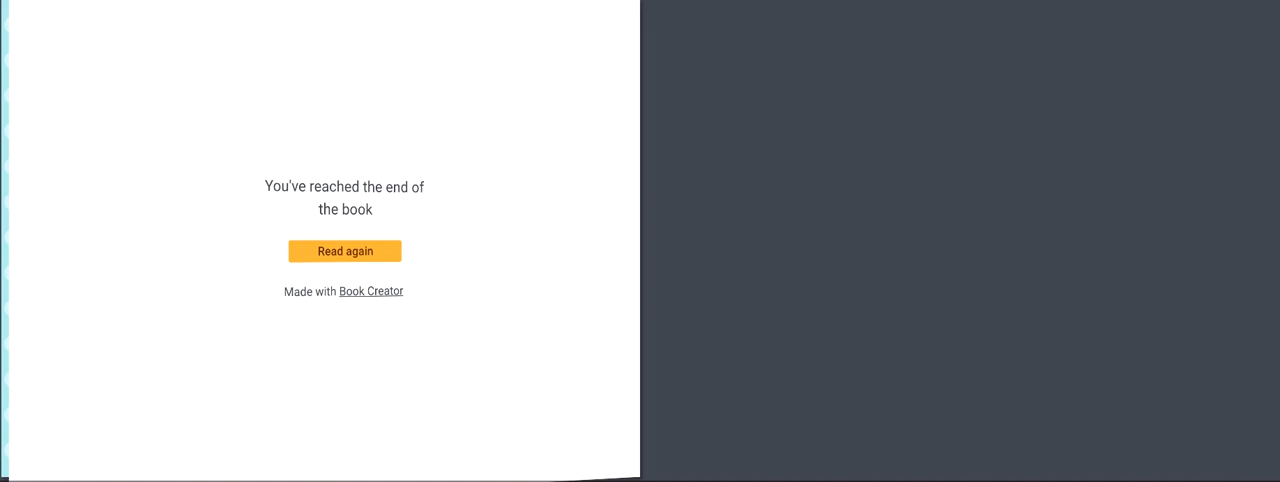 You've reached the end of
the book
Read again
Made with Book Creator